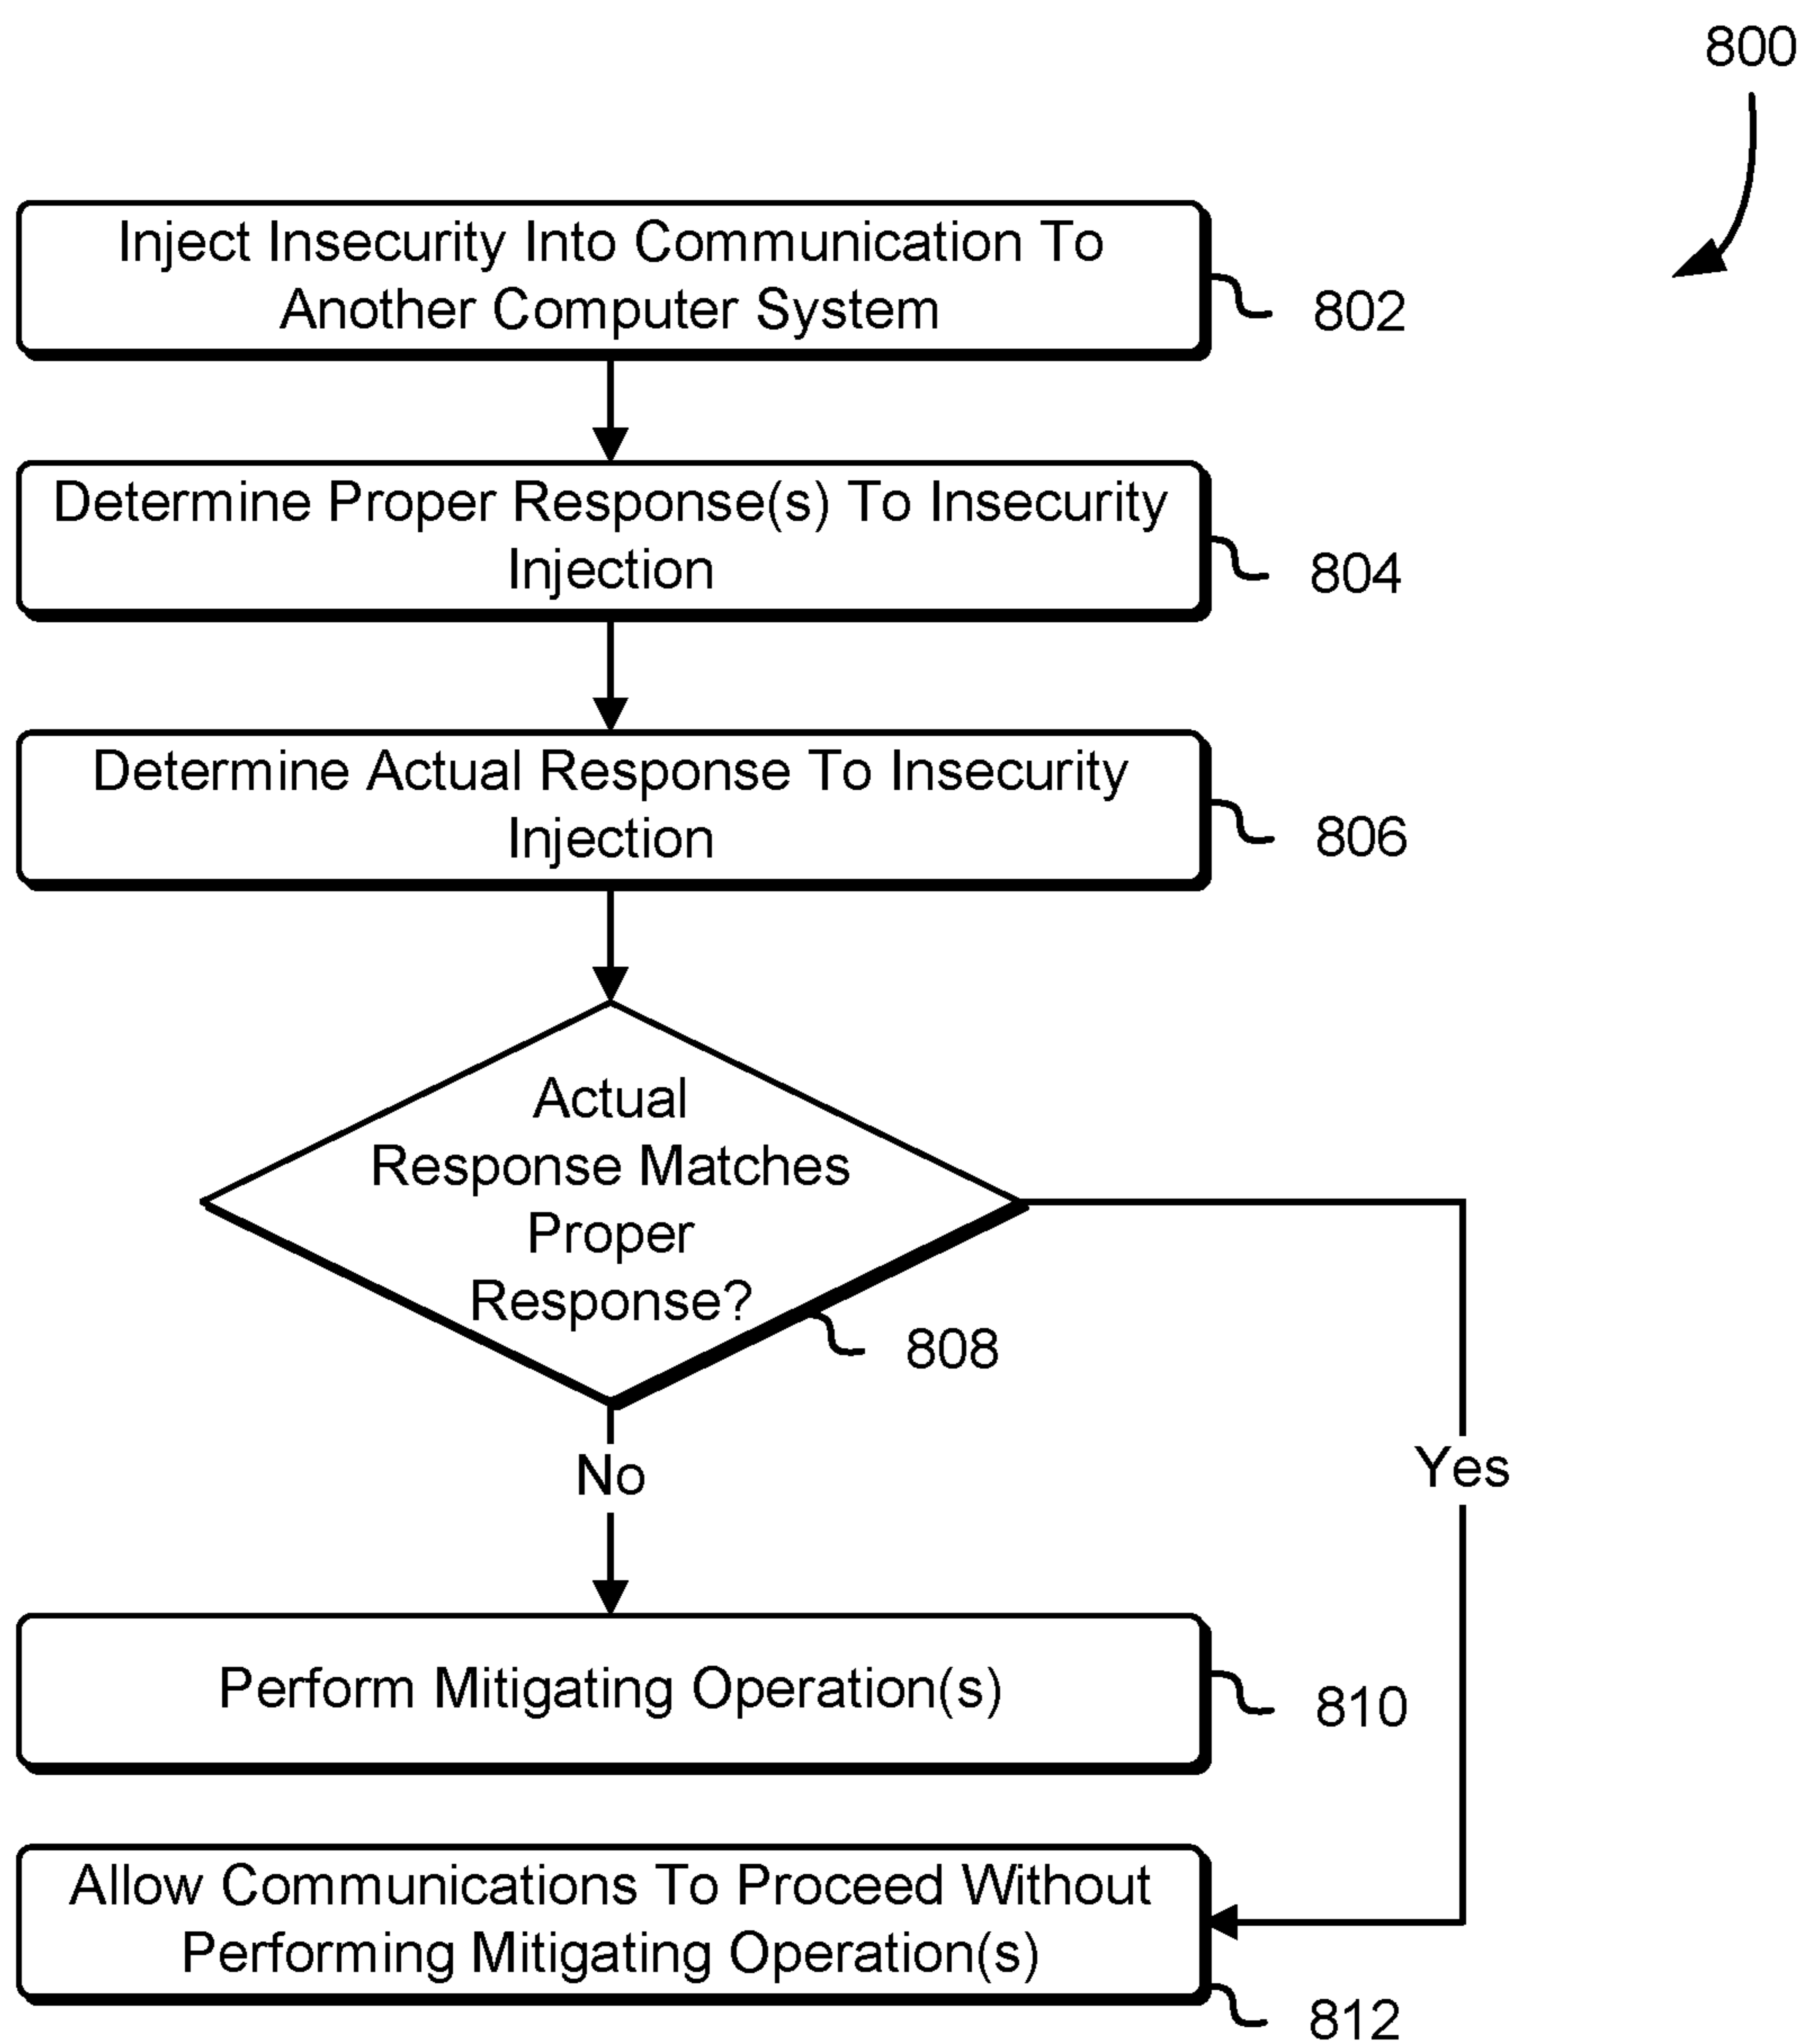 800
Inject Insecurity Into Communication To
Another Computer System
802
Determine Proper Response(s) To Insecurity
Injection
804
Determine Actual Response To Insecurity
Injection
806
Actual
Response Matches
Proper
Response?
808
No
Yes
Perform Mitigating Operation(s)
810
Allow Communications To Proceed Without
Performing Mitigating Operation(s)
812